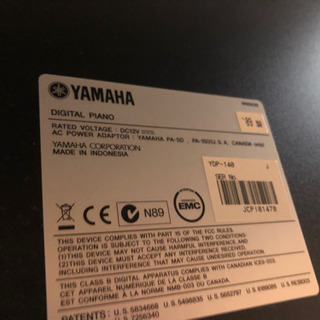 YAMAHA
DIGITAL PIANO
RATED VOLTAGE : DC12V
AC POWER ADAPTOR : YAMAHA PA-5D
YAMAHA CORPORATION
MADE IN INDONESIA
YDP-140 J
SER No.
JCPI81478
N89
EMC
THIS DEVICE COMPLIES WITH PART 15 OF THE FCC RULES.
OPERATION IS SUBJECT TO THE FOLLOWING TWO CONDITIONS:
(1) THIS DEVICE MAY NOT CAUSE HARMFUL INTERFERENCE, AND
(2) THIS DEVICE MUST ACCEPT ANY INTERFERENCE RECEIVED,
INCLUDING INTERFERENCE THAT MAY CAUSE UNDESIRED OPERATION.
THIS CLASS B DIGITAL APPARATUS COMPLIES WITH CANADIAN ICES-003.
CET APPAREIL NUMÉRIQUE DE LA CLASSE B
EST CONFORME À LA NORME NMB-003 DU CANADA.
U.S. 7256340